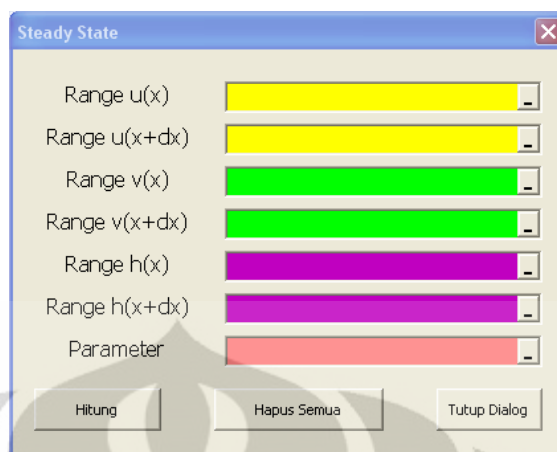 Steady State
Range u(x)
Range u(x+dx)
Range v(x)
Range v(x+dx)
Range h(x)
Range h(x+dx)
Parameter
Hitung Hapus Semua Tutup Dialog